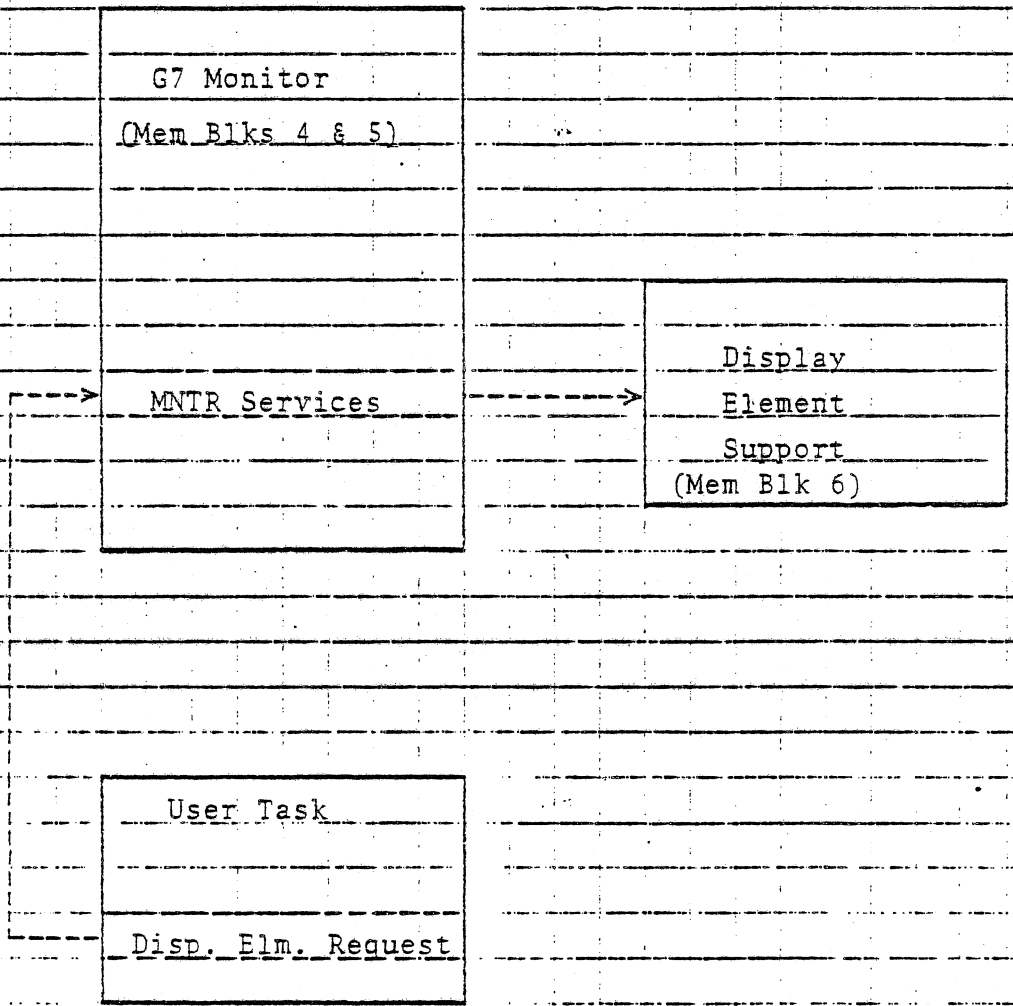 G7 Monitor
(Mem Blks 4 & 5)
MNTR Services
Display
Element
Support
(Mem Blk 6)
User Task
Disp. Elm. Request